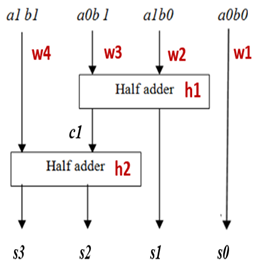 a1 b1 a0b 1 a1b0 a0b0
w4 w3 w2 w1
Half adder h1
c1
Half adder h2
s3 s2 s1 s0